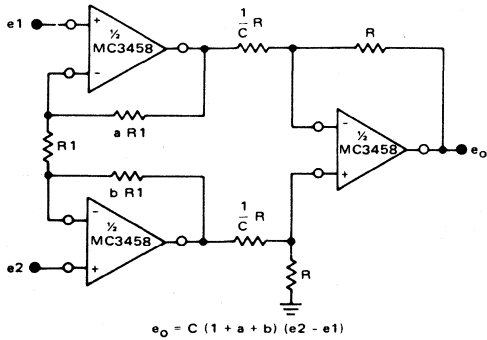 e1
+
½
MC3458
−
a R1
R1
b R1
−
½
MC3458
+
e2
1/C R
R
−
½
MC3458
+
eₒ
1/C R
R
eₒ = C (1 + a + b) (e2 - e1)